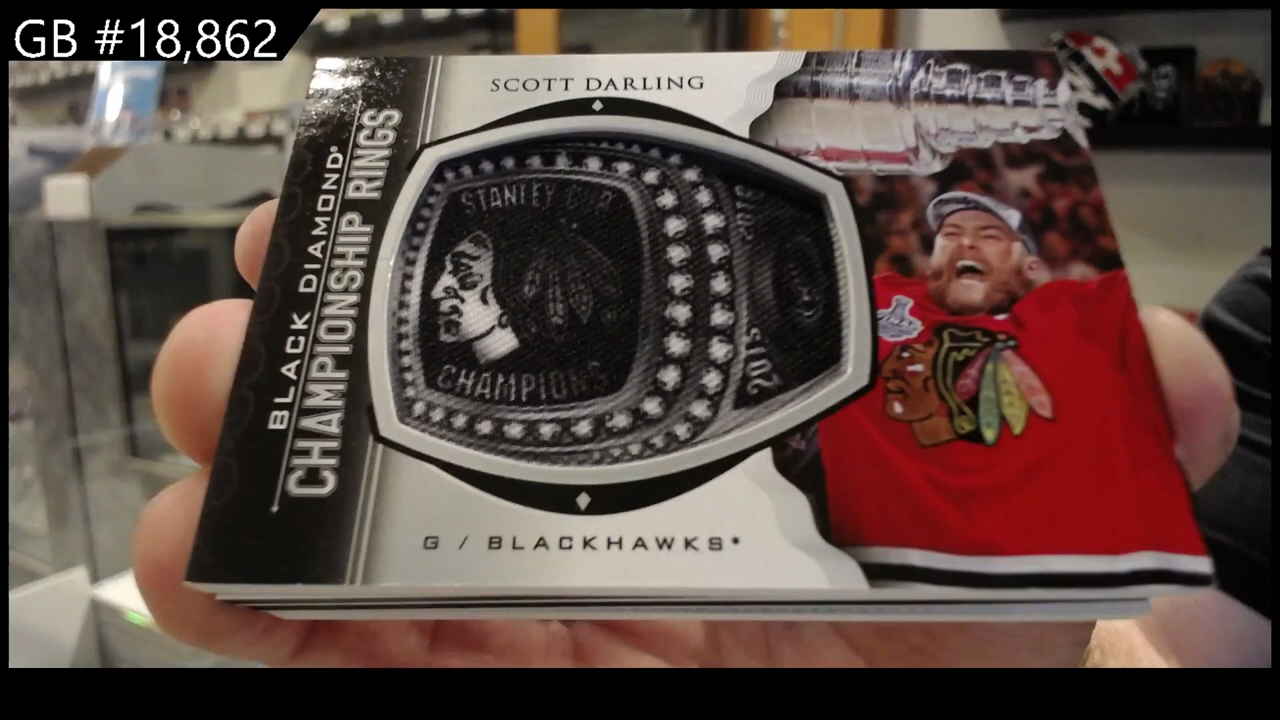 GB #18,862
SCOTT DARLING
BLACK DIAMOND
CHAMPIONSHIP RINGS
STANLEY CUP
CHAMPIONS
2015
G / BLACKHAWKS